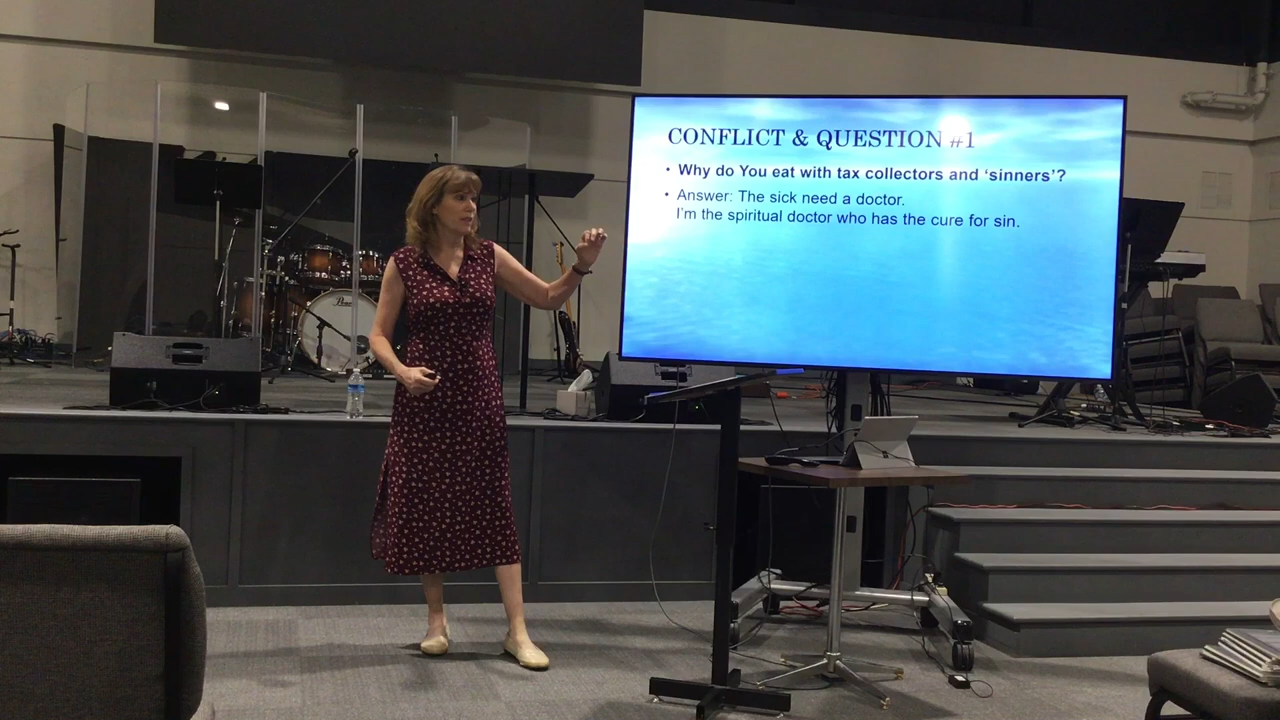 CONFLICT & QUESTION #1
• Why do You eat with tax collectors and ‘sinners’?
• Answer: The sick need a doctor.
I’m the spiritual doctor who has the cure for sin.
Pearl